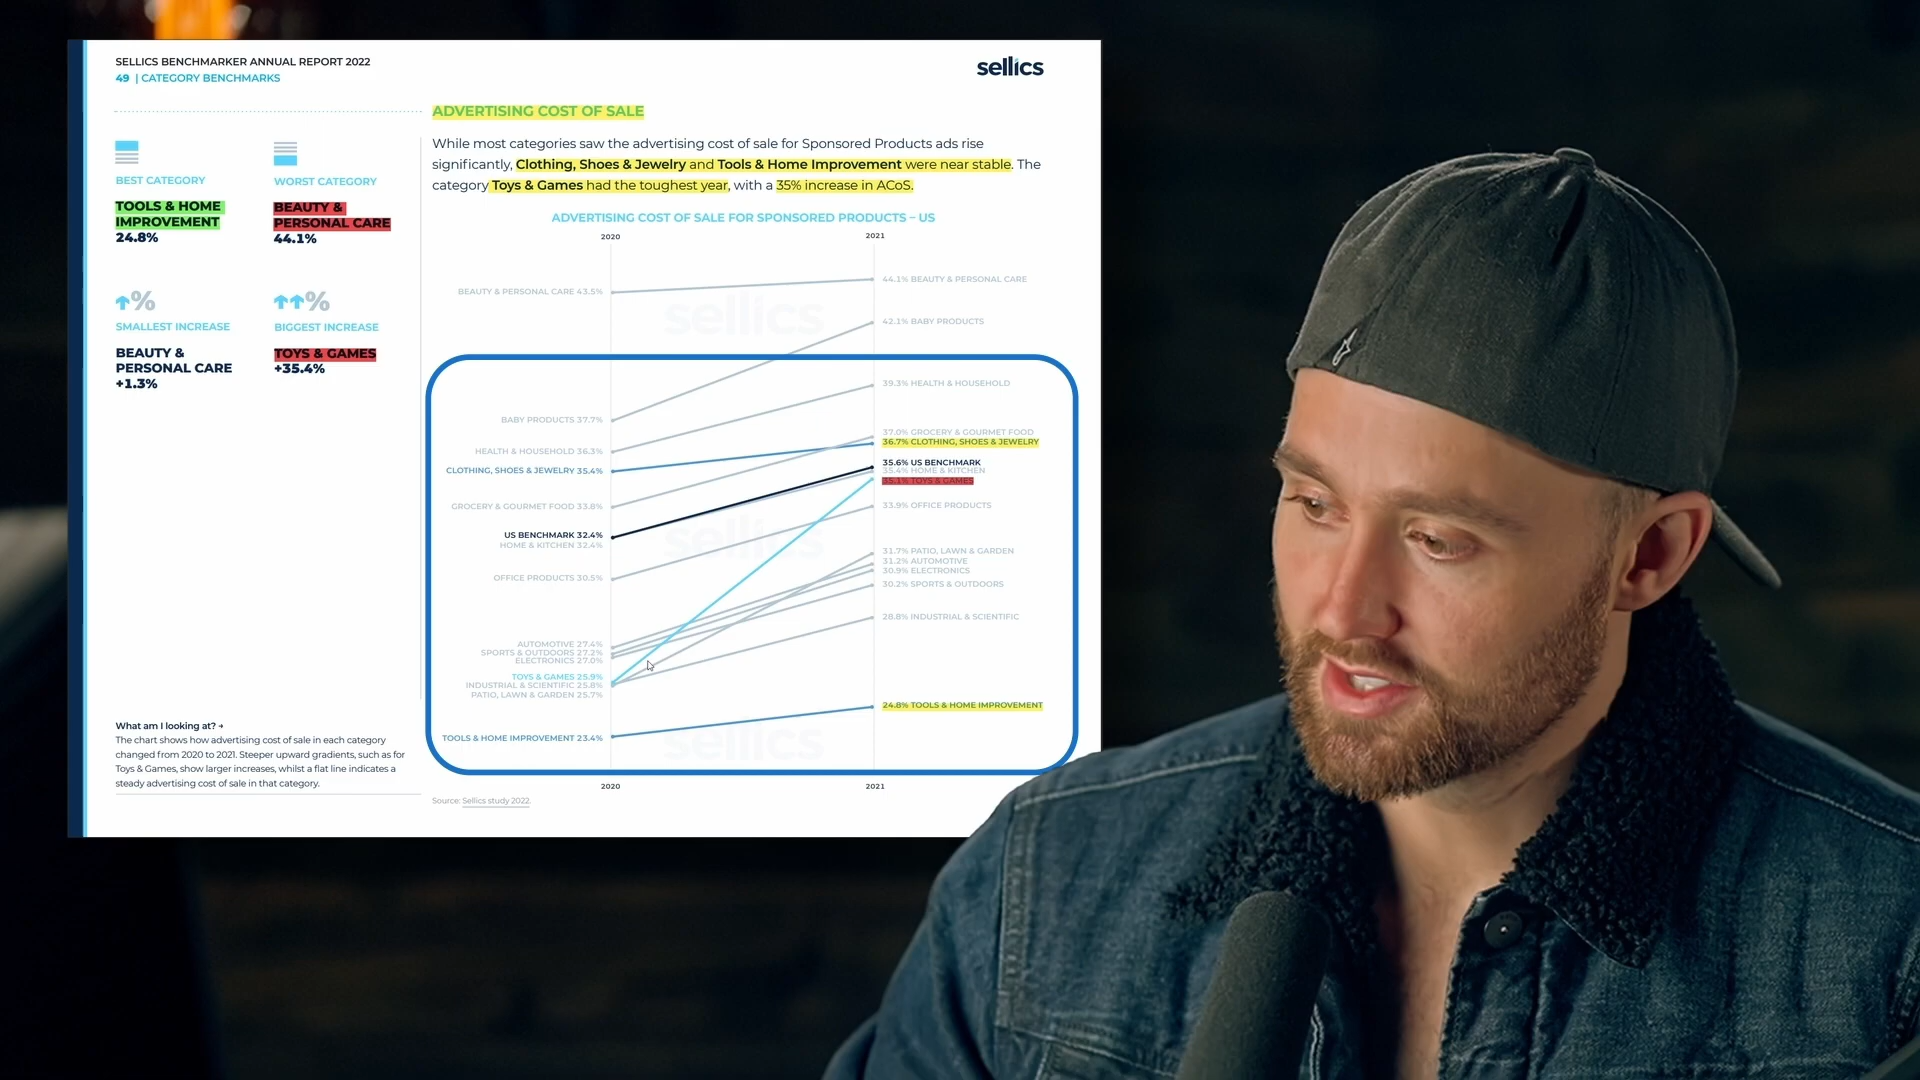 SELLICS BENCHMARKER ANNUAL REPORT 2022
49 | CATEGORY BENCHMARKS
sellics
BEST CATEGORY
TOOLS & HOME
IMPROVEMENT
24.8%
WORST CATEGORY
BEAUTY &
PERSONAL CARE
44.1%
%
SMALLEST INCREASE
BEAUTY &
PERSONAL CARE
+1.3%
%
BIGGEST INCREASE
TOYS & GAMES
+35.4%
What am I looking at?
The chart shows how advertising cost of sale in each category
changed from 2020 to 2021. Steeper upward gradients, such as for
Toys & Games, show larger increases, whilst a flat line indicates a
steady advertising cost of sale in that category.
ADVERTISING COST OF SALE
While most categories saw the advertising cost of sale for Sponsored Products ads rise
significantly, Clothing, Shoes & Jewelry and Tools & Home Improvement were near stable. The
category Toys & Games had the toughest year, with a 35% increase in ACoS.
ADVERTISING COST OF SALE FOR SPONSORED PRODUCTS – US
2020
2021
BEAUTY & PERSONAL CARE 43.5%
BABY PRODUCTS 37.7%
HEALTH & HOUSEHOLD 36.3%
CLOTHING, SHOES & JEWELRY 35.4%
GROCERY & GOURMET FOOD 33.8%
US BENCHMARK 32.4%
HOME & KITCHEN 32.4%
OFFICE PRODUCTS 30.5%
AUTOMOTIVE 27.4%
SPORTS & OUTDOORS 27.2%
ELECTRONICS 27.0%
TOYS & GAMES 25.9%
INDUSTRIAL & SCIENTIFIC 25.8%
PATIO, LAWN & GARDEN 25.7%
TOOLS & HOME IMPROVEMENT 23.4%
sellics
sellics
sellics
44.1% BEAUTY & PERSONAL CARE
42.1% BABY PRODUCTS
39.3% HEALTH & HOUSEHOLD
37.0% GROCERY & GOURMET FOOD
36.7% CLOTHING, SHOES & JEWELRY
35.6% US BENCHMARK
35.4% HOME & KITCHEN
35.1% TOYS & GAMES
33.9% OFFICE PRODUCTS
31.7% PATIO, LAWN & GARDEN
31.2% AUTOMOTIVE
30.9% ELECTRONICS
30.2% SPORTS & OUTDOORS
28.8% INDUSTRIAL & SCIENTIFIC
24.8% TOOLS & HOME IMPROVEMENT
2020
2021
Source: Sellics study 2022.